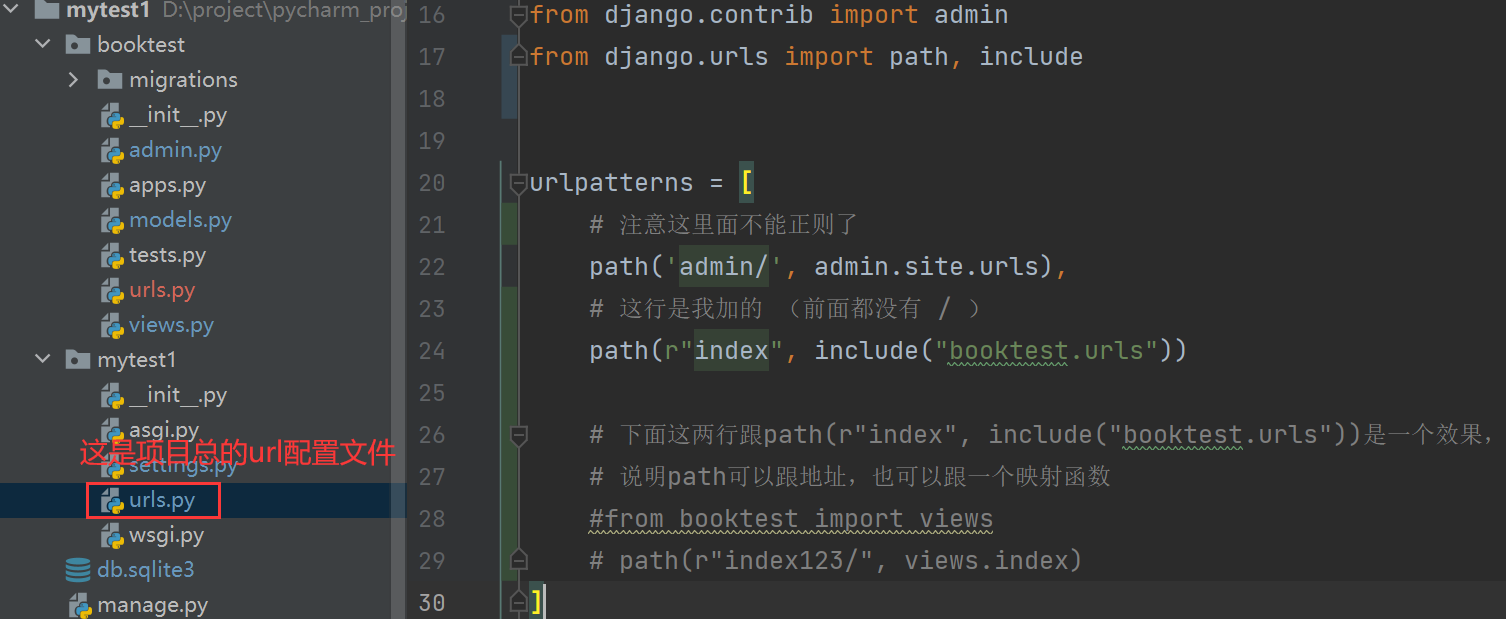 mytest1 D:\project\pycharm_proj
booktest
migrations
__init__.py
admin.py
apps.py
models.py
tests.py
urls.py
views.py
mytest1
__init__.py
asgi.py
这是项目总的url配置文件
settings.py
urls.py
wsgi.py
db.sqlite3
manage.py
16 from django.contrib import admin
17 from django.urls import path, include
18
19
20 urlpatterns = [
21 # 注意这里面不能正则了
22 path('admin/', admin.site.urls),
23 # 这行是我加的 （前面都没有 / ）
24 path(r"index", include("booktest.urls"))
25
26 # 下面这两行跟path(r"index", include("booktest.urls"))是一个效果，
27 # 说明path可以跟地址，也可以跟一个映射函数
28 #from booktest import views
29 # path(r"index123/", views.index)
30 ]